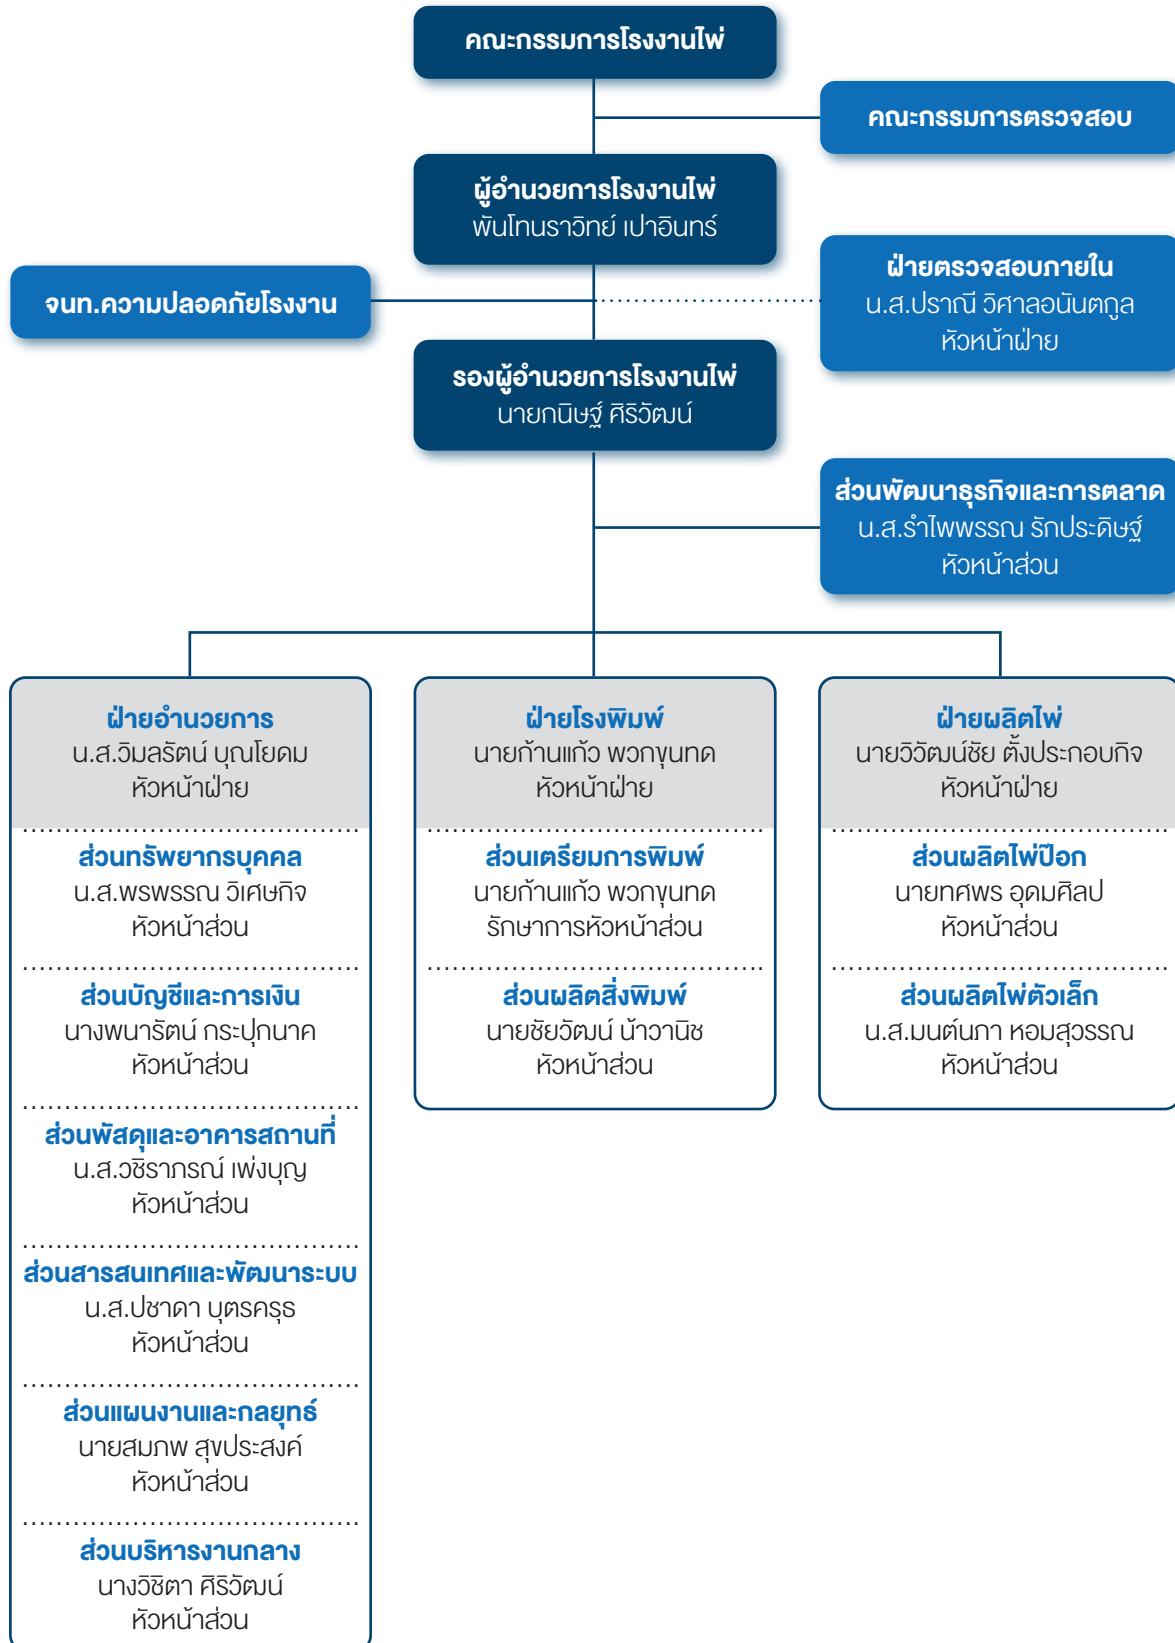 คณะกรรมการโรงงานไพ่
คณะกรรมการตรวจสอบ
ผู้อำนวยการโรงงานไพ่
พันโทนราวิทย์ เปาอินทร์
ฝ่ายตรวจสอบภายใน
น.ส.ปราณี วิศาลอนันตกูล
หัวหน้าฝ่าย
จนท.ความปลอดภัยโรงงาน
รองผู้อำนวยการโรงงานไพ่
นายกนิษฐ์ ศิริวัฒน์
ส่วนพัฒนาธุรกิจและการตลาด
น.ส.รำไพพรรณ รักประดิษฐ์
หัวหน้าส่วน
ฝ่ายอำนวยการ
น.ส.วิมลรัตน์ บุณโยดม
หัวหน้าฝ่าย
ส่วนทรัพยากรบุคคล
น.ส.พรพรรณ วิเศษกิจ
หัวหน้าส่วน
ส่วนบัญชีและการเงิน
นางพนารัตน์ กระปุกนาค
หัวหน้าส่วน
ส่วนพัสดุและอาคารสถานที่
น.ส.วชิราภรณ์ เพ่งบุญ
หัวหน้าส่วน
ส่วนสารสนเทศและพัฒนาระบบ
น.ส.ปชาดา บุตรครุธ
หัวหน้าส่วน
ส่วนแผนงานและกลยุทธ์
นายสมภพ สุขประสงค์
หัวหน้าส่วน
ส่วนบริหารงานกลาง
นางวิชิตา ศิริวัฒน์
หัวหน้าส่วน
ฝ่ายโรงพิมพ์
นายก้านแก้ว พวกขุนทด
หัวหน้าฝ่าย
ส่วนเตรียมการพิมพ์
นายก้านแก้ว พวกขุนทด
รักษาการหัวหน้าส่วน
ส่วนผลิตสิ่งพิมพ์
นายชัยวัฒน์ น้าวานิช
หัวหน้าส่วน
ฝ่ายผลิตไพ่
นายวิวัฒน์ชัย ตั้งประกอบกิจ
หัวหน้าฝ่าย
ส่วนผลิตไพ่ป๊อก
นายทศพร อุดมศิลป
หัวหน้าส่วน
ส่วนผลิตไพ่ตัวเล็ก
น.ส.มนต์นภา หอมสุวรรณ
หัวหน้าส่วน